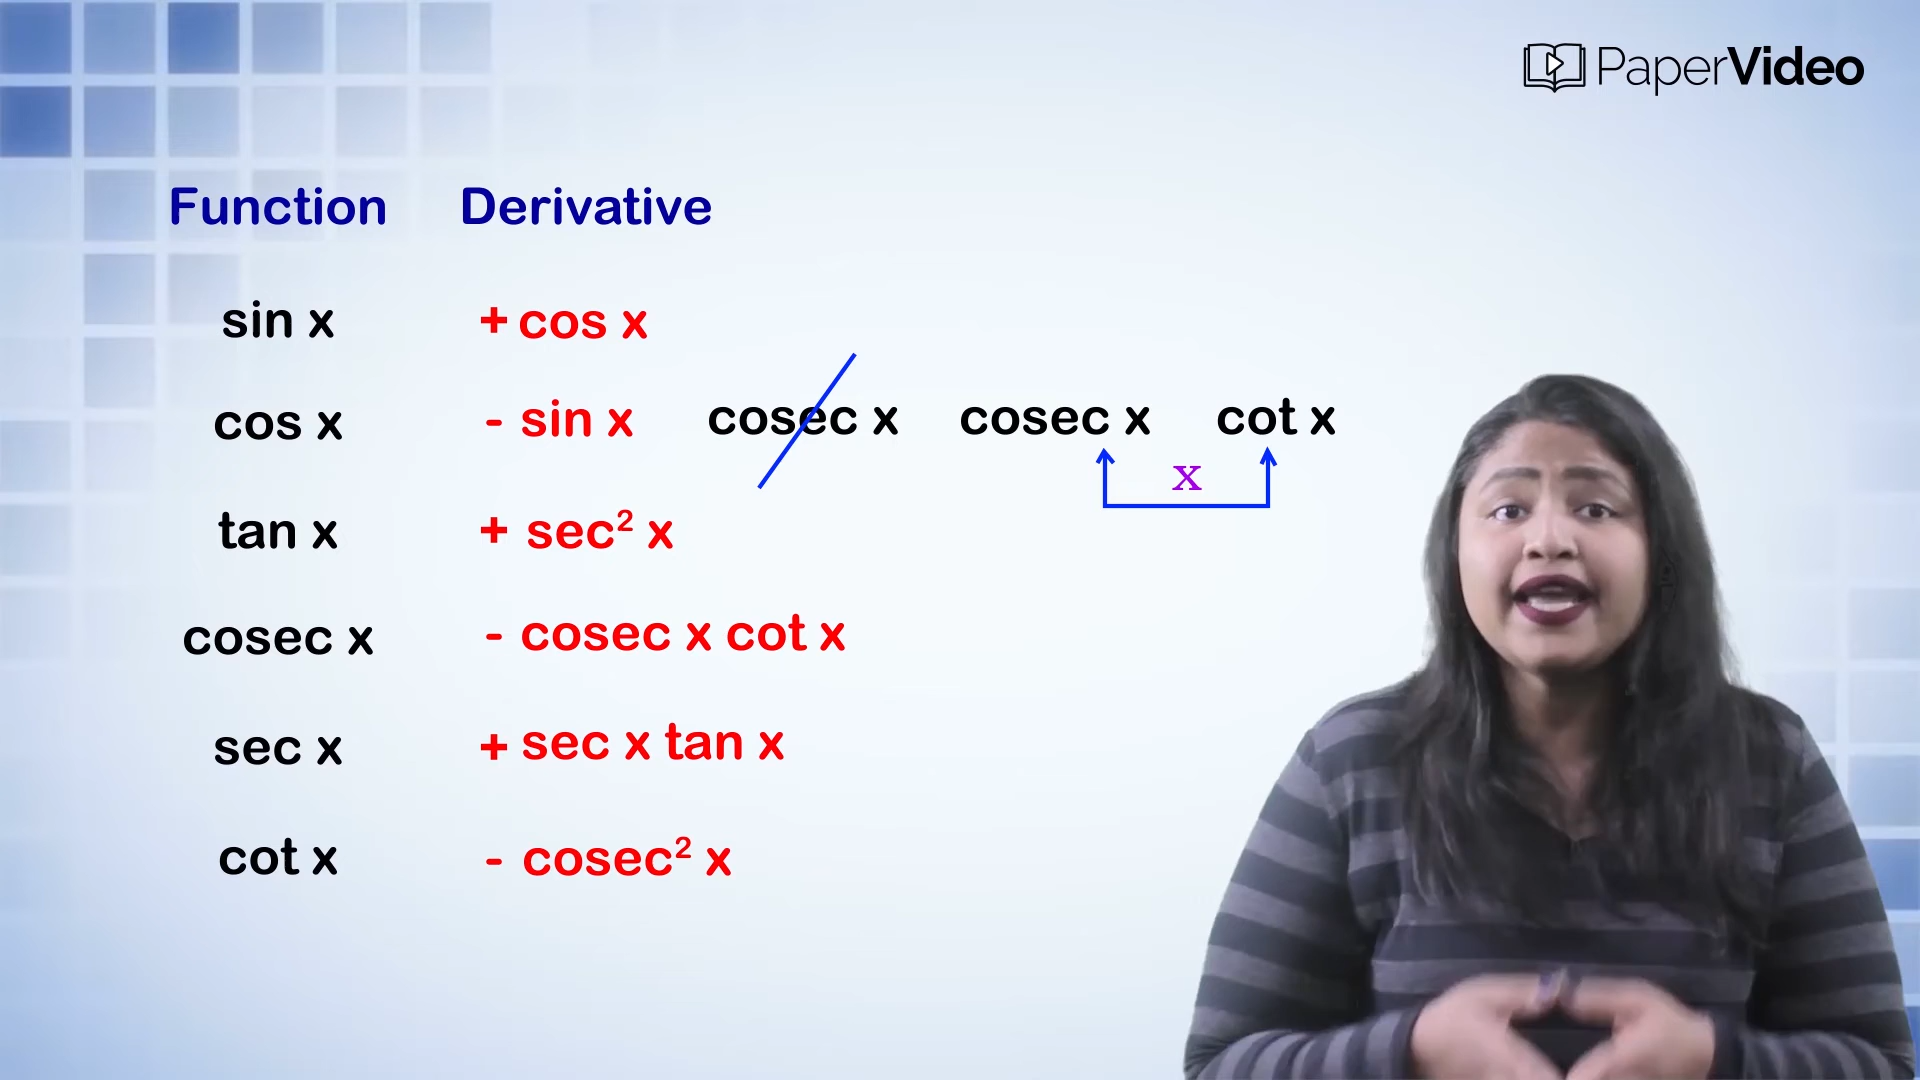 PaperVideo
Function Derivative
sin x + cos x
cos x - sin x cosec x cosec x cot x
x
tan x + sec² x
cosec x - cosec x cot x
sec x + sec x tan x
cot x - cosec² x